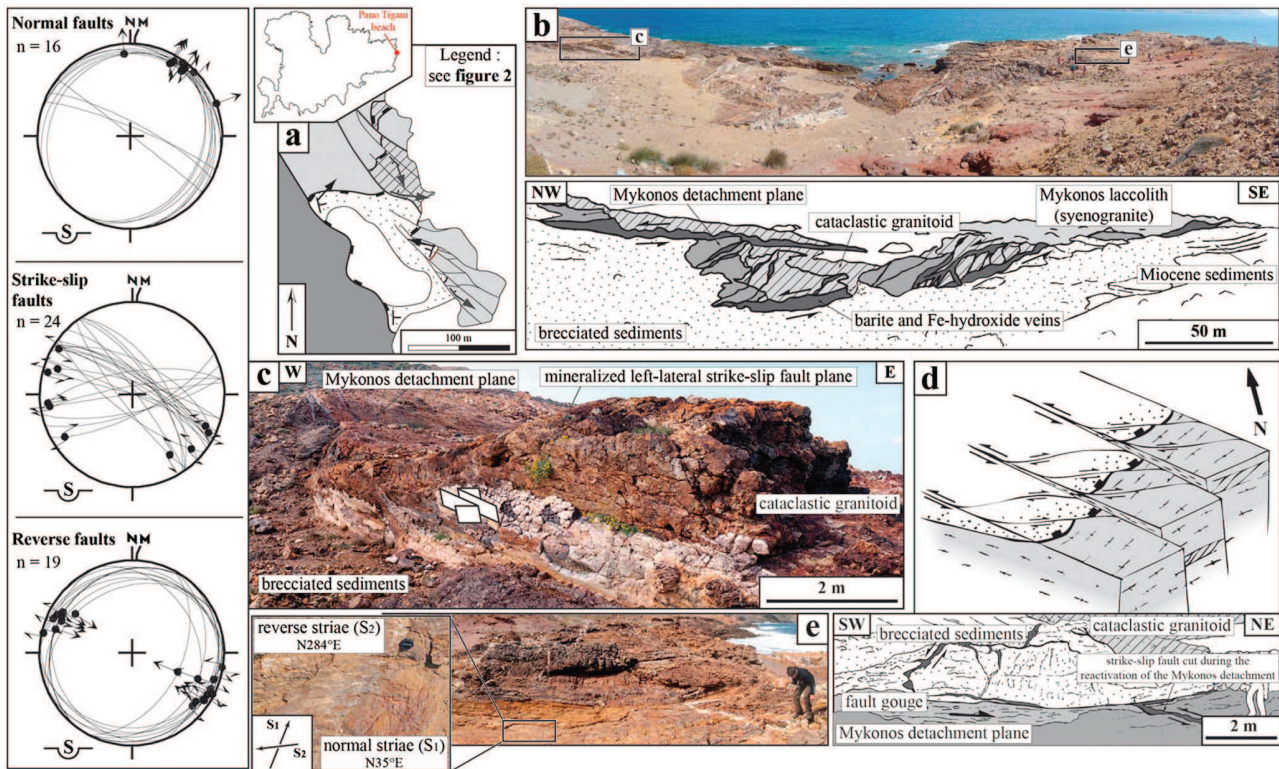 Normal faults
n = 16
N M
S
Strike-slip
faults
n = 24
N M
S
Reverse faults
n = 19
N M
S
Pano Tigani
beach
Legend :
see figure 2
a
N
100 m
b
c
e
NW
SE
Mykonos detachment plane
cataclastic granitoid
Mykonos laccolith
(syenogranite)
Miocene sediments
brecciated sediments
barite and Fe-hydroxide veins
50 m
c
W
E
Mykonos detachment plane
mineralized left-lateral strike-slip fault plane
cataclastic granitoid
brecciated sediments
2 m
d
N
reverse striae (S2)
N284°E
S1
S2
normal striae (S1)
N35°E
e
SW
NE
brecciated sediments
cataclastic granitoid
strike-slip fault cut during the
reactivation of the Mykonos detachment
fault gouge
Mykonos detachment plane
2 m